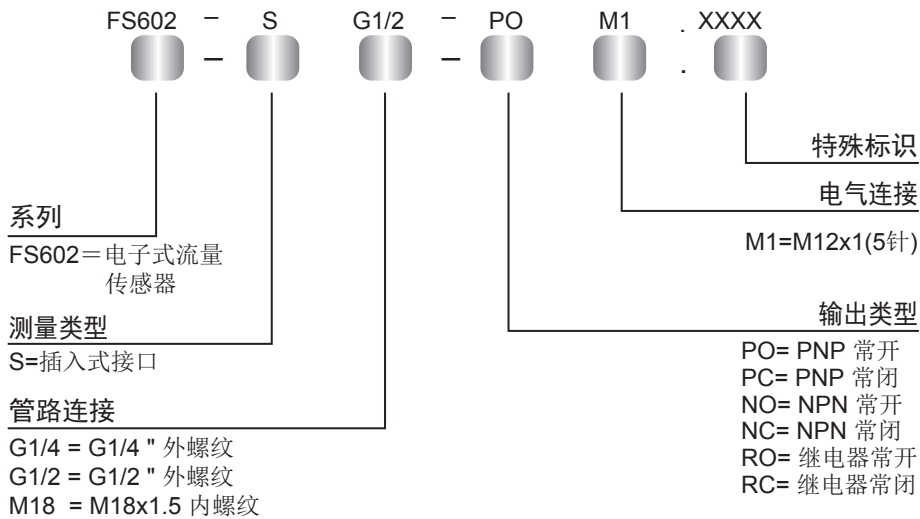 FS602 – S G1/2 – PO M1 . XXXX
– – .
特殊标识
电气连接
M1=M12x1(5针)
系列
FS602＝电子式流量
传感器
测量类型
S=插入式接口
管路连接
G1/4 = G1/4 " 外螺纹
G1/2 = G1/2 " 外螺纹
M18 = M18x1.5 内螺纹
输出类型
PO= PNP 常开
PC= PNP 常闭
NO= NPN 常开
NC= NPN 常闭
RO= 继电器常开
RC= 继电器常闭